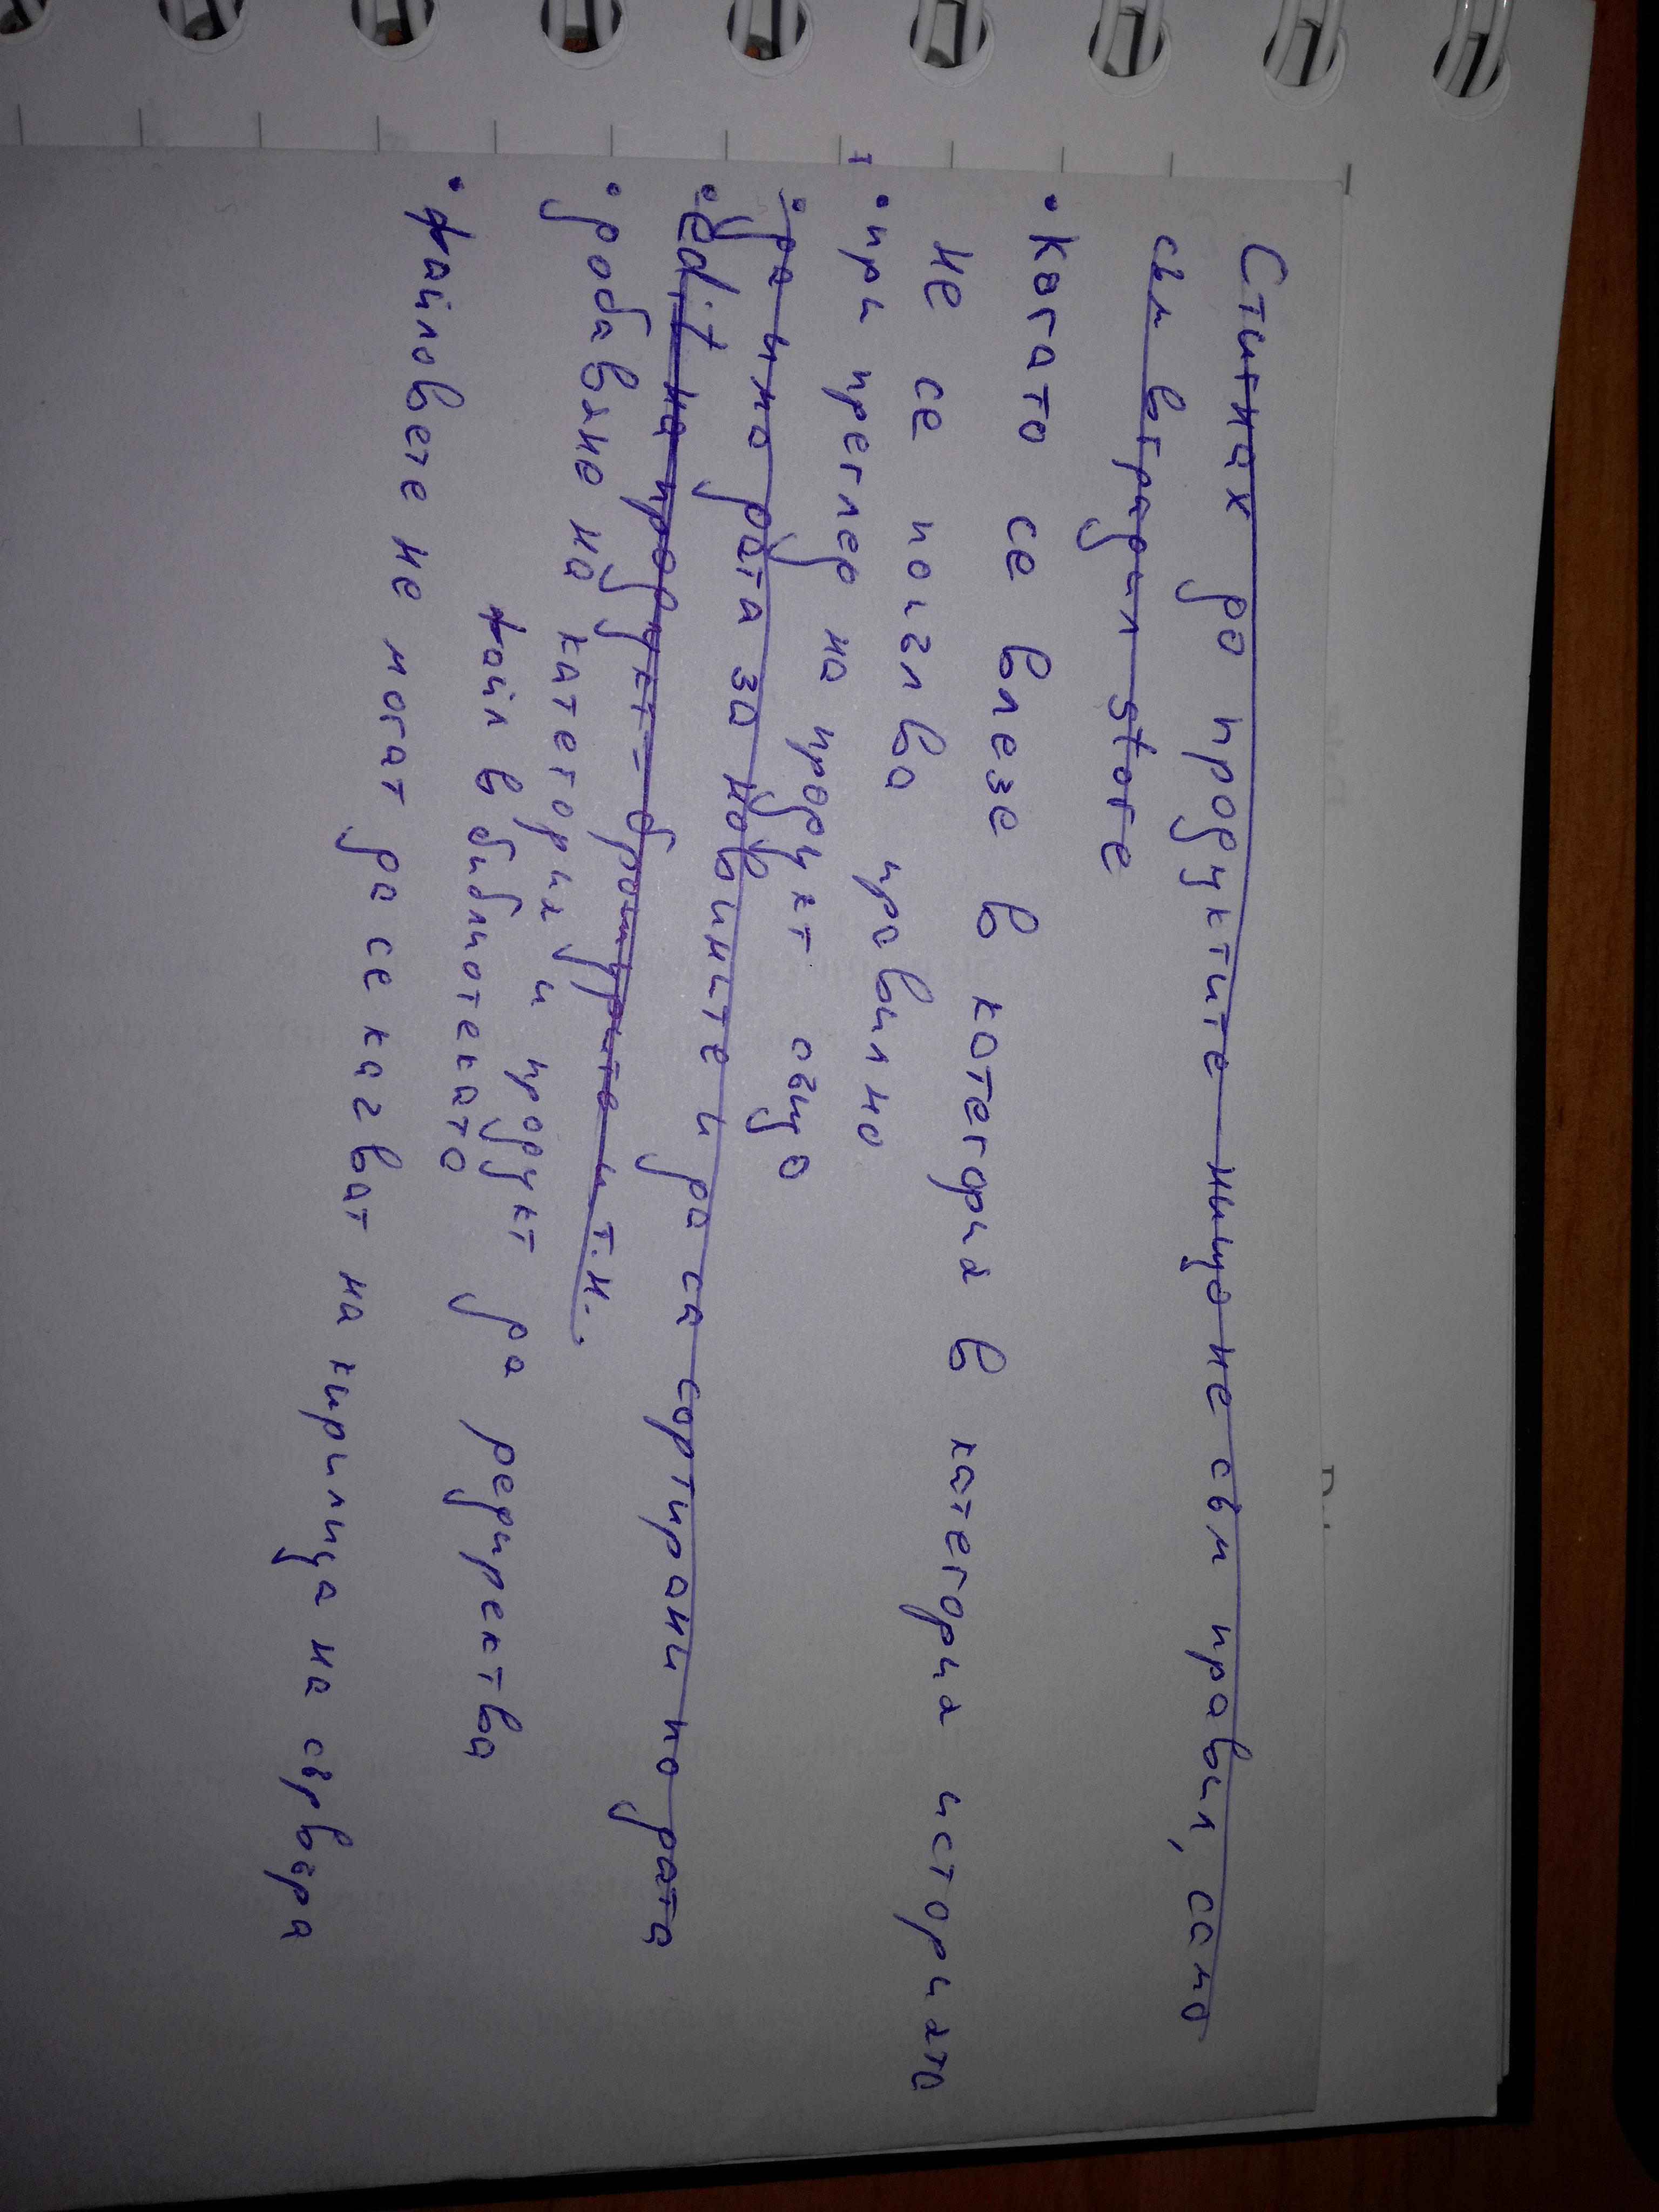 Стигнах до продуктите нищо не съм правил, само
съм вградил store
• Когато се влезе в категория в категория историята
не се попълва правилно
• при преглед на продукт също
• да има дата за новините и да са сортирани по дата
• edit на продукт - брошурите и т.н..
• добавяне на категория и продукт да редиректва
файл в библиотеката
• файловете не могат да се качват на кирилица на сървъра